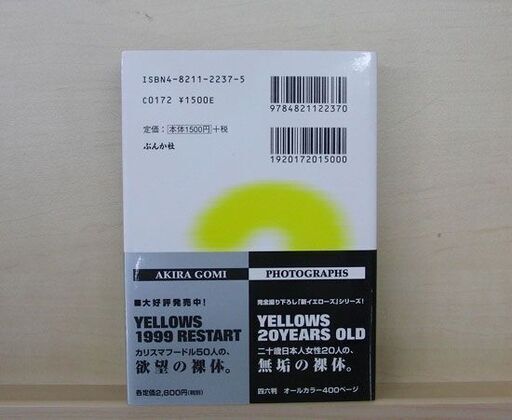 ISBN4-8211-2237-5
C0172 ¥1500E
定価：本体1500円+税
ぶんか社
9784821122370
1920172015000
AKIRA GOMI
PHOTOGRAPHS
■大好評発売中！
YELLOWS
1999 RESTART
カリスマフードル50人の、
欲望の裸体。
各定価2,600円(税別)
完全撮り下ろし「新イエローズ」シリーズ！
YELLOWS
20YEARS OLD
二十歳日本人女性20人の、
無垢の裸体。
四六判 オールカラー400ページ